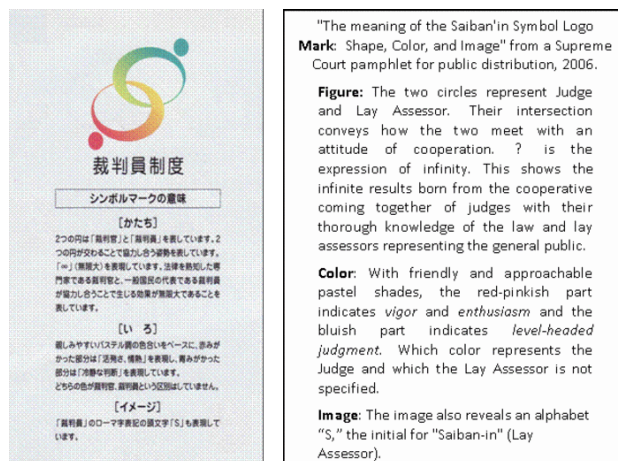 裁判員制度
シンボルマークの意味
［かたち］
2つの円は「裁判官」と「裁判員」を表しています。2
つの円が交わることで協力し合う姿勢を表しています。
「∞」（無限大）を表現しています。法律を熟知した専
門家である裁判官と、一般国民の代表である裁判員
が協力し合うことで生じる効果が無限大であることを
表しています。
［い ろ］
親しみやすいパステル調の色合いをベースに、赤みが
かった部分は「活発さ、情熱」を表現し、青みがかった
部分は「冷静な判断」を表現しています。
どちらの色が裁判官、裁判員という区別はしていません。
［イメージ］
「裁判員」のローマ字表記の頭文字「S」も表現して
います。
"The meaning of the Saiban'in Symbol Logo
Mark: Shape, Color, and Image" from a Supreme
Court pamphlet for public distribution, 2006.
Figure: The two circles represent Judge
and Lay Assessor. Their intersection
conveys how the two meet with an
attitude of cooperation. ? is the
expression of infinity. This shows the
infinite results born from the cooperative
coming together of judges with their
thorough knowledge of the law and lay
assessors representing the general public.
Color: With friendly and approachable
pastel shades, the red-pinkish part
indicates vigor and enthusiasm and the
bluish part indicates level-headed
judgment. Which color represents the
Judge and which the Lay Assessor is not
specified.
Image: The image also reveals an alphabet
“S,” the initial for "Saiban-in" (Lay
Assessor).